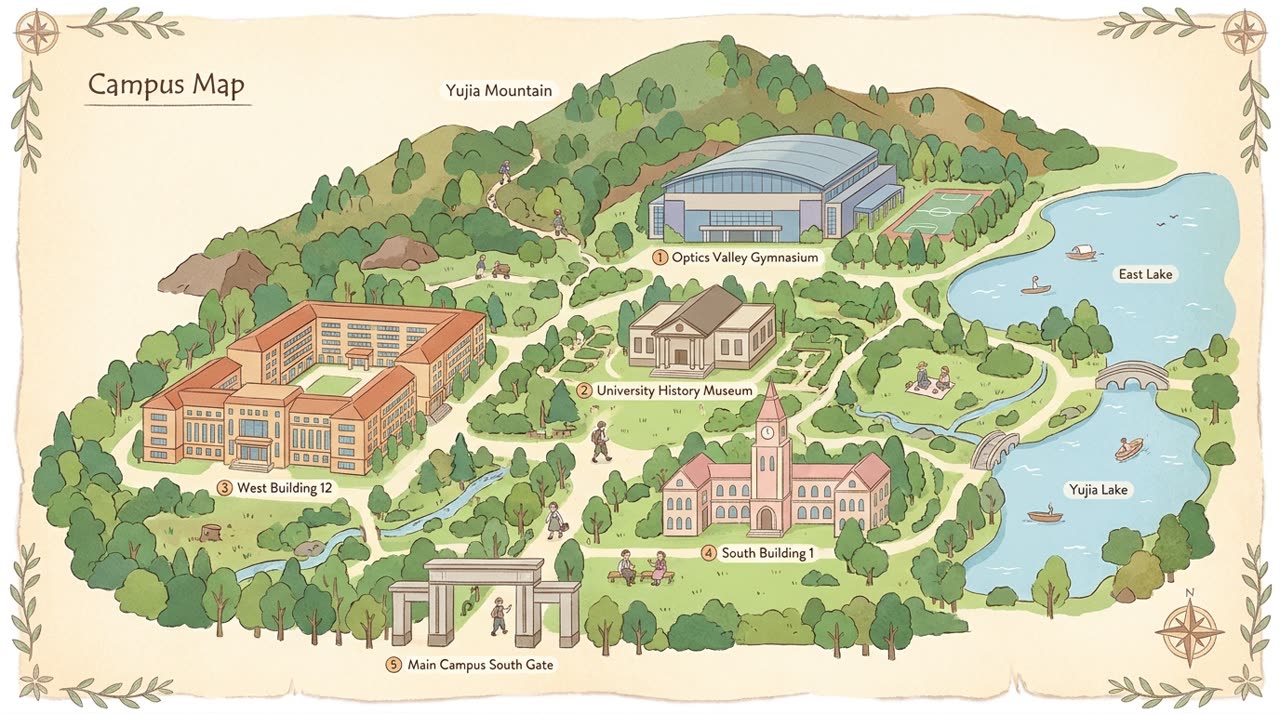 Campus Map
Yujia Mountain
1 Optics Valley Gymnasium
East Lake
2 University History Museum
3 West Building 12
Yujia Lake
4 South Building 1
N
5 Main Campus South Gate